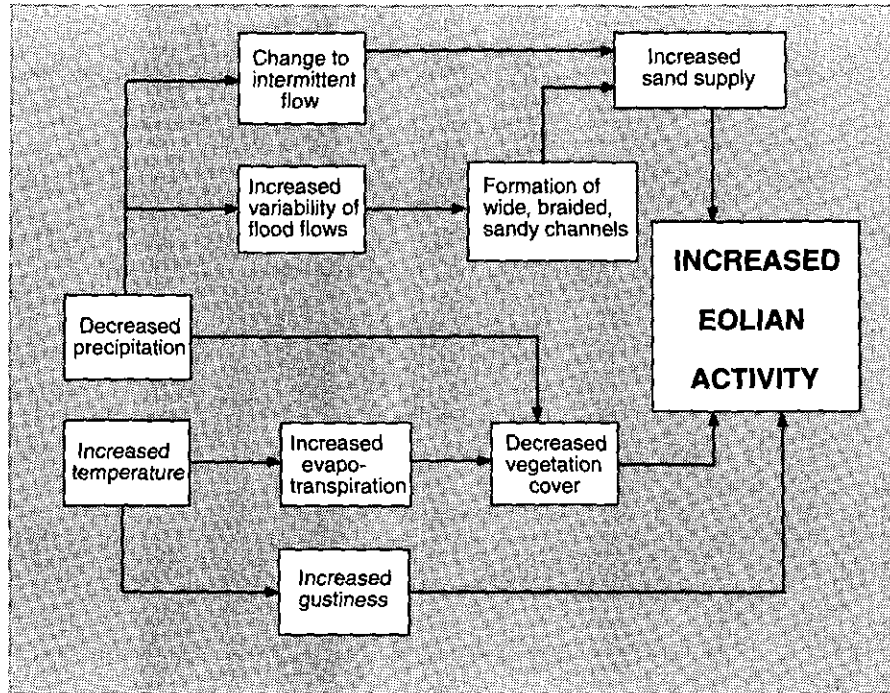 Change to
intermittent
flow
Increased
sand supply
Increased
variability of
flood flows
Formation of
wide, braided,
sandy channels
INCREASED
EOLIAN
ACTIVITY
Decreased
precipitation
Increased
temperature
Increased
evapo-
transpiration
Decreased
vegetation
cover
Increased
gustiness